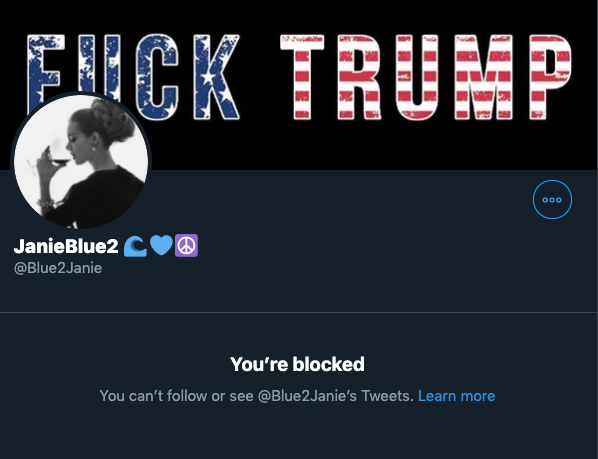 FUCK TRUMP
JanieBlue2 🌊💙☮
@Blue2Janie
You're blocked
You can't follow or see @Blue2Janie's Tweets. Learn more